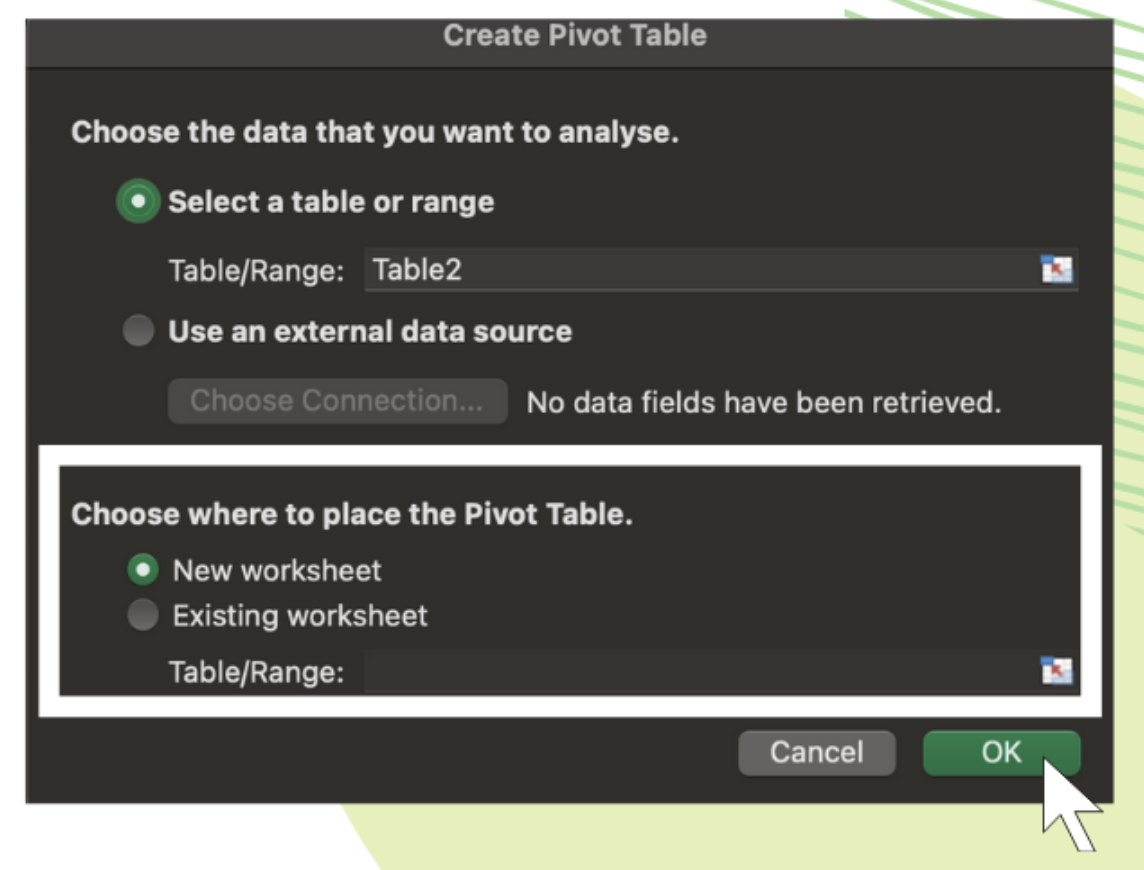 Create Pivot Table
Choose the data that you want to analyse.
Select a table or range
Table/Range: Table2
Use an external data source
Choose Connection... No data fields have been retrieved.
Choose where to place the Pivot Table.
New worksheet
Existing worksheet
Table/Range:
Cancel OK